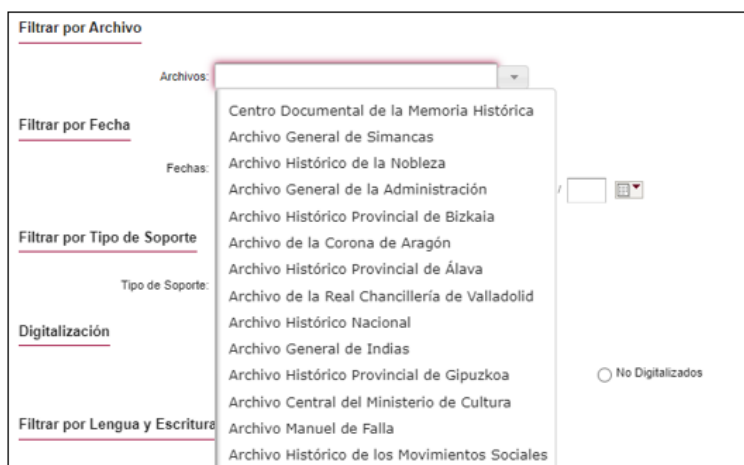 Filtrar por Archivo
Archivos:
Centro Documental de la Memoria Histórica
Filtrar por Fecha
Archivo General de Simancas
Fechas:
Archivo Histórico de la Nobleza
Archivo General de la Administración
/
Archivo Histórico Provincial de Bizkaia
Filtrar por Tipo de Soporte
Archivo de la Corona de Aragón
Archivo Histórico Provincial de Álava
Tipo de Soporte:
Archivo de la Real Chancillería de Valladolid
Archivo Histórico Nacional
Digitalización
Archivo General de Indias
Archivo Histórico Provincial de Gipuzkoa
No Digitalizados
Archivo Central del Ministerio de Cultura
Filtrar por Lengua y Escritura
Archivo Manuel de Falla
Archivo Histórico de los Movimientos Sociales